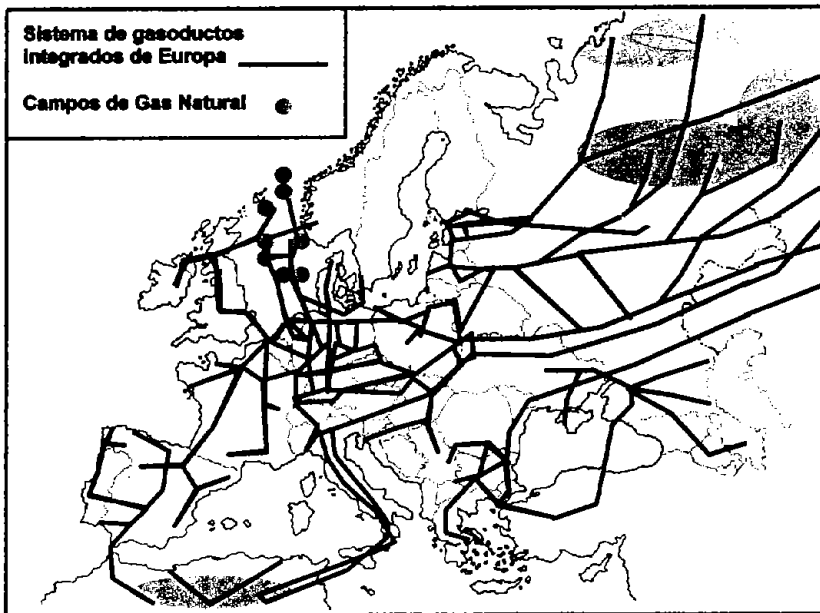 Sistema de gasoductos
integrados de Europa
Campos de Gas Natural